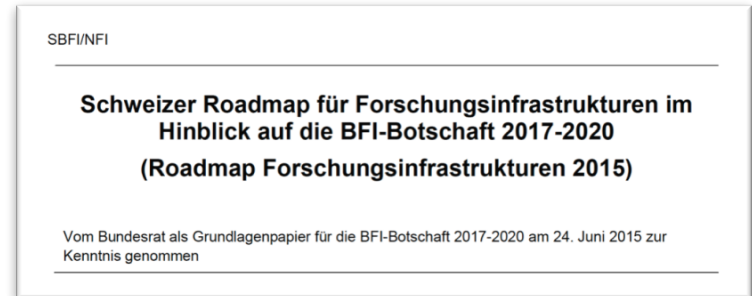 SBFI/NFI
Schweizer Roadmap für Forschungsinfrastrukturen im
Hinblick auf die BFI-Botschaft 2017-2020
(Roadmap Forschungsinfrastrukturen 2015)
Vom Bundesrat als Grundlagenpapier für die BFI-Botschaft 2017-2020 am 24. Juni 2015 zur
Kenntnis genommen